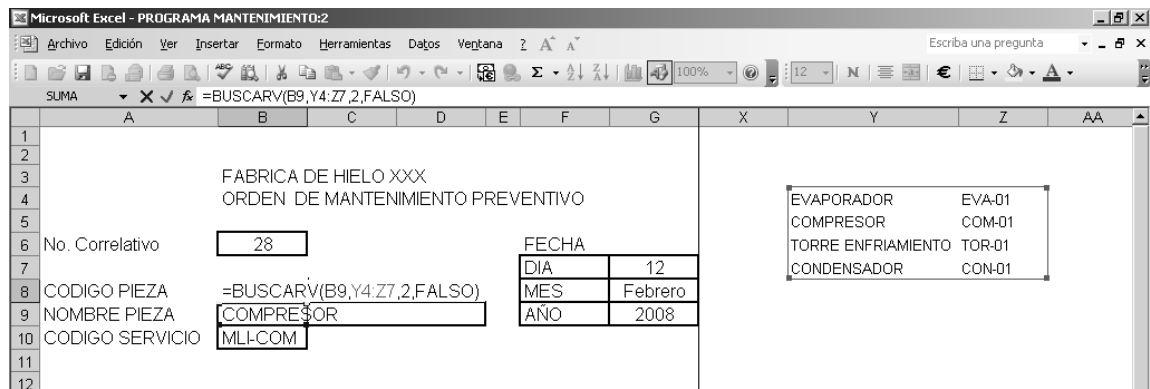 Microsoft Excel - PROGRAMA MANTENIMIENTO:2
Archivo Edición Ver Insertar Formato Herramientas Datos Ventana ? A A Escriba una pregunta
ABC Σ A Z Z A 100% 12 N € A
SUMA fx =BUSCARV(B9,Y4:Z7,2,FALSO)
A B C D E F G X Y Z AA
1
2
3 FABRICA DE HIELO XXX
4 ORDEN DE MANTENIMIENTO PREVENTIVO EVAPORADOR EVA-01
5 COMPRESOR COM-01
6 No. Correlativo 28 FECHA TORRE ENFRIAMIENTO TOR-01
7 DIA 12 CONDENSADOR CON-01
8 CODIGO PIEZA =BUSCARV(B9,Y4:Z7,2,FALSO) MES Febrero
9 NOMBRE PIEZA COMPRESOR AÑO 2008
10 CODIGO SERVICIO MLI-COM
11
12